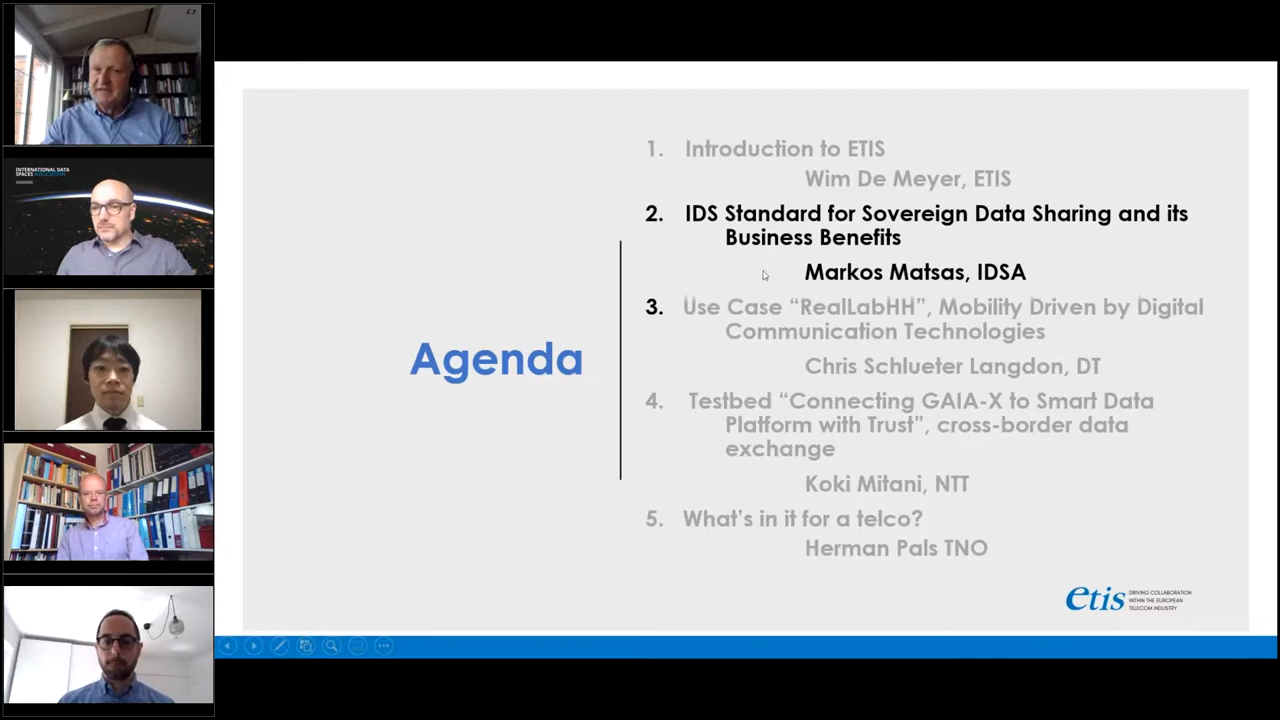 INTERNATIONAL DATA
SPACES ASSOCIATION
Agenda
1. Introduction to ETIS
Wim De Meyer, ETIS
2. IDS Standard for Sovereign Data Sharing and its
Business Benefits
Markos Matsas, IDSA
3. Use Case “RealLabHH”, Mobility Driven by Digital
Communication Technologies
Chris Schlueter Langdon, DT
4. Testbed “Connecting GAIA-X to Smart Data
Platform with Trust”, cross-border data
exchange
Koki Mitani, NTT
5. What’s in it for a telco?
Herman Pals TNO
etis
DRIVING COLLABORATION
WITHIN THE EUROPEAN
TELECOM INDUSTRY